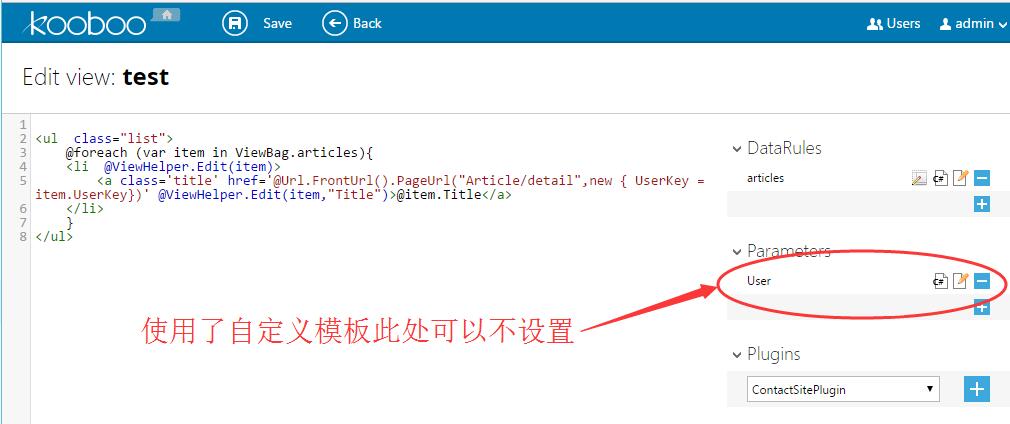 kooboo
Save
Back
Users
admin
Edit view: test
1
2 <ul  class="list">
3     @foreach (var item in ViewBag.articles){
4     <li  @ViewHelper.Edit(item)>
5         <a class='title' href='@Url.FrontUrl().PageUrl("Article/detail",new { UserKey =
item.UserKey})' @ViewHelper.Edit(item,"Title")>@item.Title</a>
6     </li>
7     }
8 </ul>
DataRules
articles
C#
Parameters
User
C#
使用了自定义模板此处可以不设置
Plugins
ContactSitePlugin